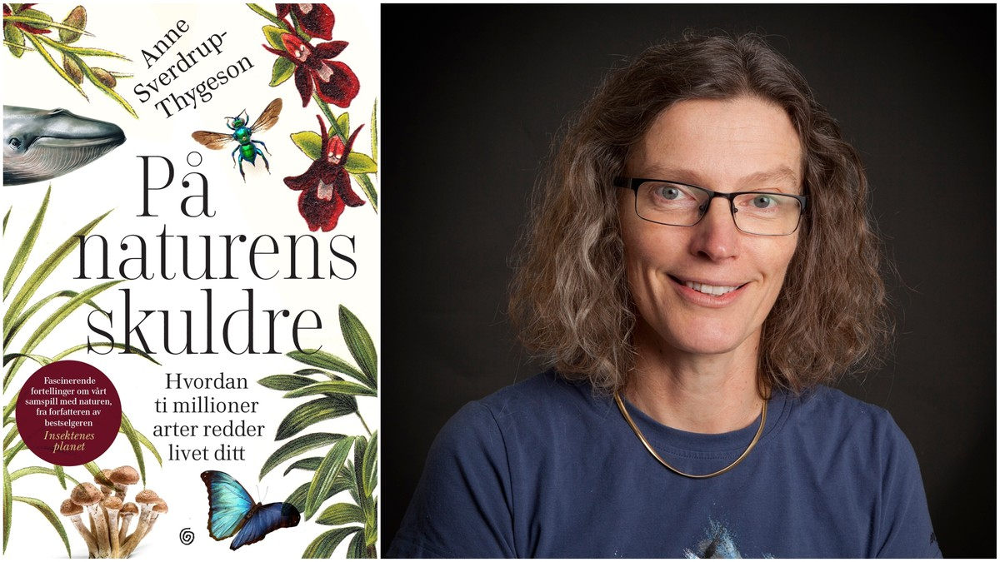 Anne
Sverdrup-
Thygeson
På
naturens
skuldre
Hvordan
ti millioner
arter redder
livet ditt
Fascinerende
fortellinger om vårt
samspill med naturen,
fra forfatteren av
bestselgeren
Insektenes
planet